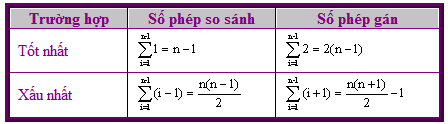 Trường hợp Số phép so sánh Số phép gán
Tốt nhất $\sum_{i=1}^{n-1} 1 = n - 1$ $\sum_{i=1}^{n-1} 2 = 2(n - 1)$
Xấu nhất $\sum_{i=1}^{n-1} (i - 1) = \frac{n(n - 1)}{2}$ $\sum_{i=1}^{n-1} (i + 1) = \frac{n(n + 1)}{2} - 1$